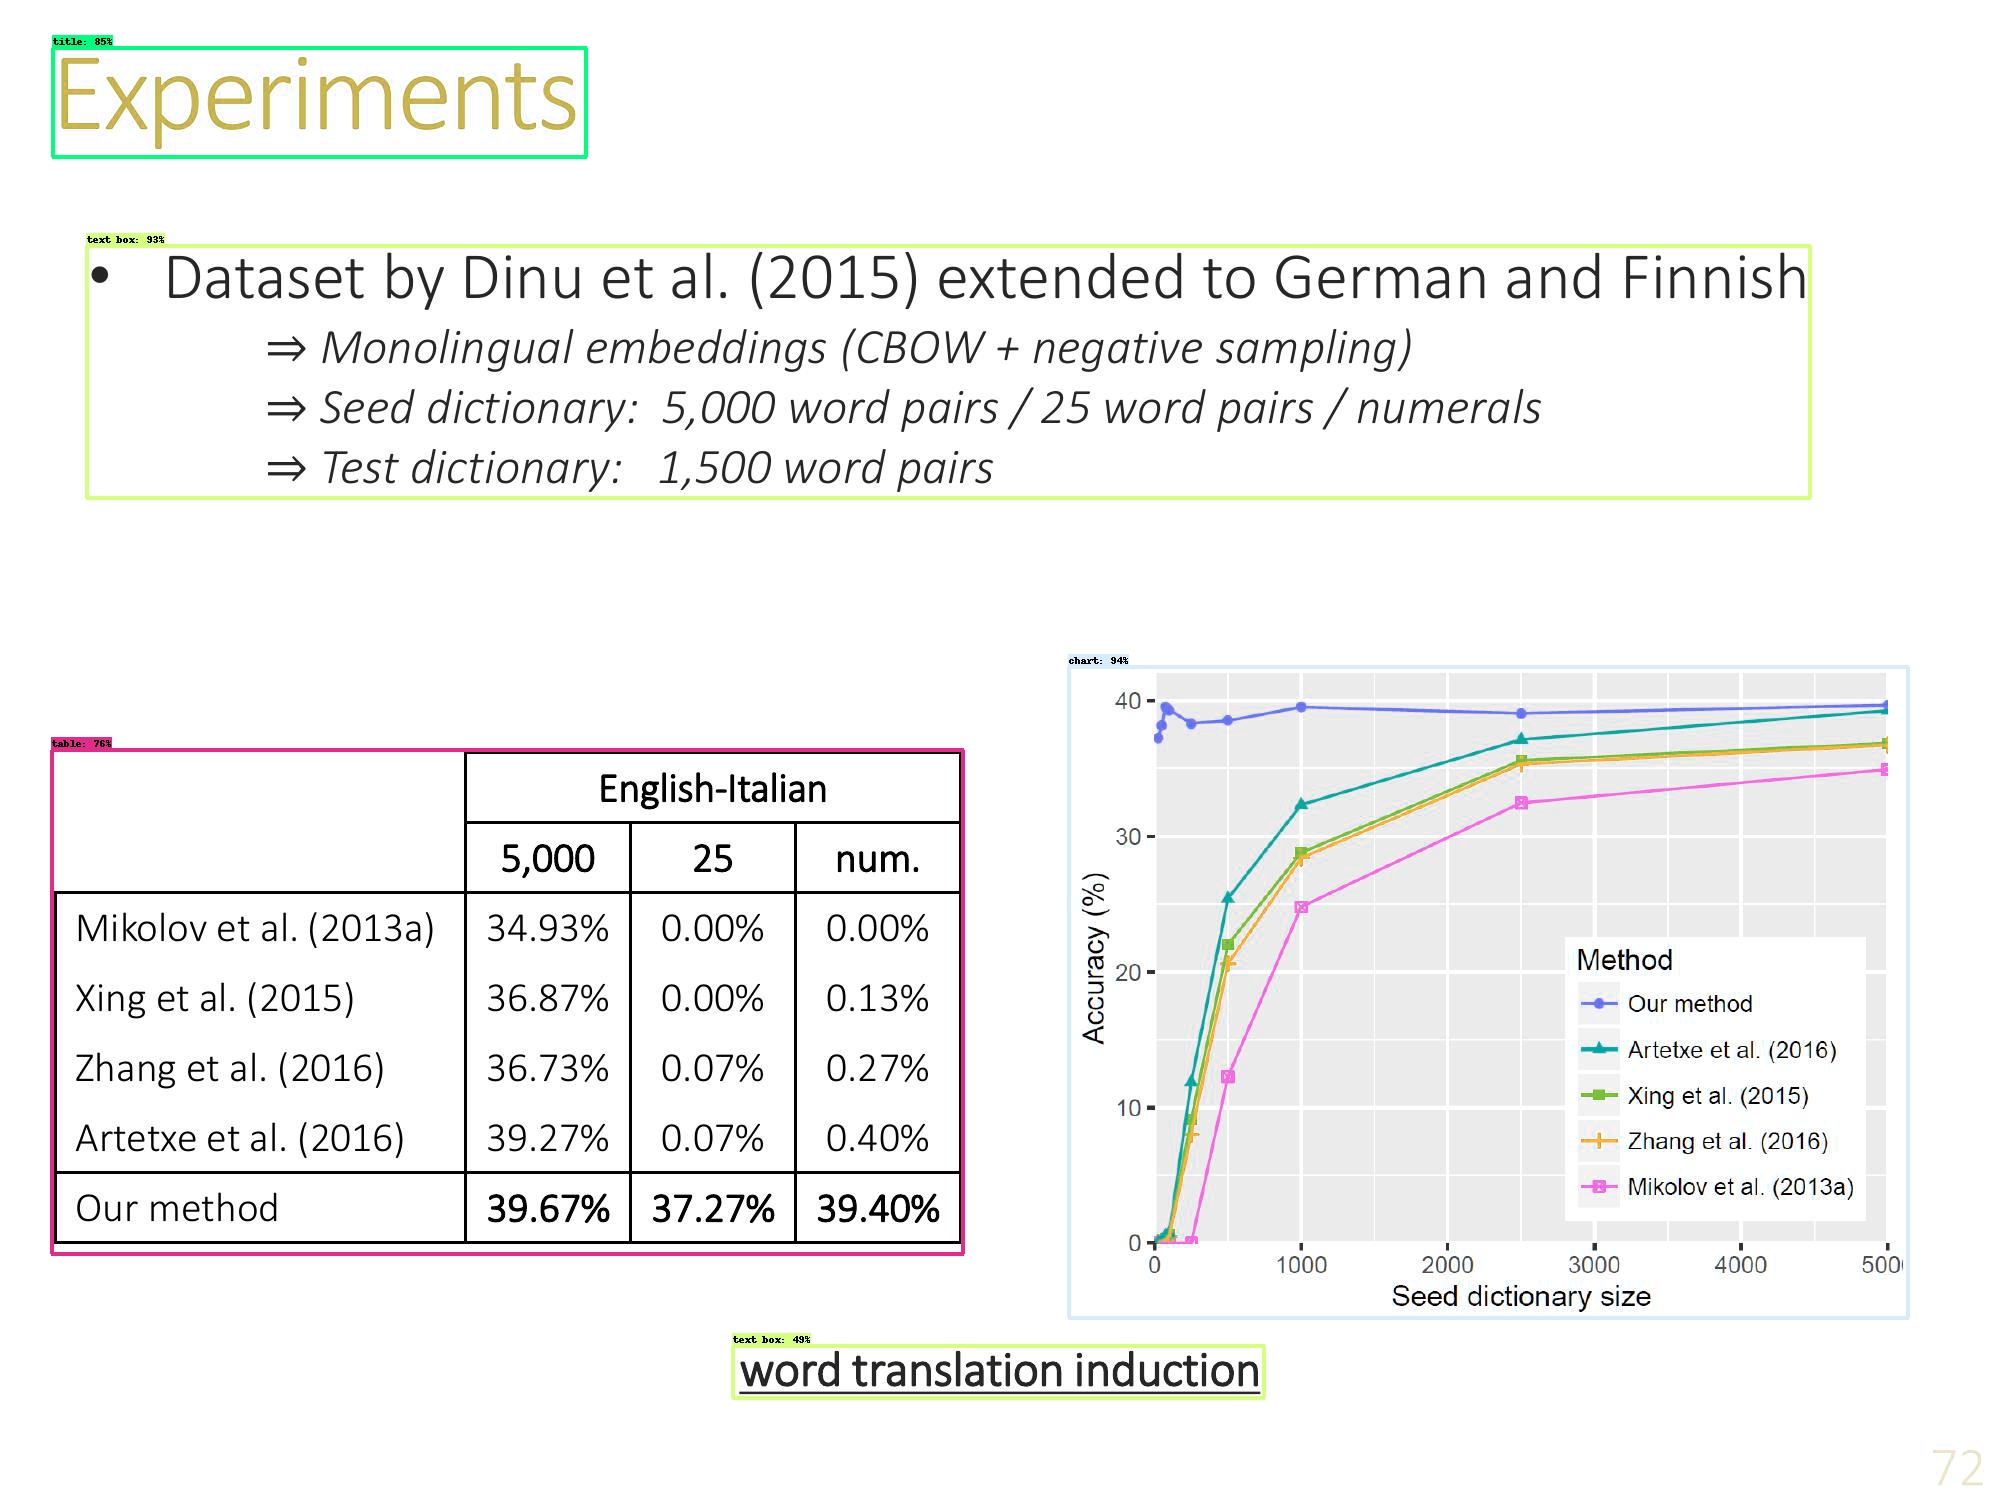 title: 85%
Experiments
text box: 93%
• Dataset by Dinu et al. (2015) extended to German and Finnish
⇒ Monolingual embeddings (CBOW + negative sampling)
⇒ Seed dictionary: 5,000 word pairs / 25 word pairs / numerals
⇒ Test dictionary: 1,500 word pairs
table: 76%
English-Italian
5,000 25 num.
Mikolov et al. (2013a) 34.93% 0.00% 0.00%
Xing et al. (2015) 36.87% 0.00% 0.13%
Zhang et al. (2016) 36.73% 0.07% 0.27%
Artetxe et al. (2016) 39.27% 0.07% 0.40%
Our method 39.67% 37.27% 39.40%
chart: 94%
40
30
20
10
0
Accuracy (%)
Method
Our method
Artetxe et al. (2016)
Xing et al. (2015)
Zhang et al. (2016)
Mikolov et al. (2013a)
0 1000 2000 3000 4000 500
Seed dictionary size
text box: 49%
word translation induction
72